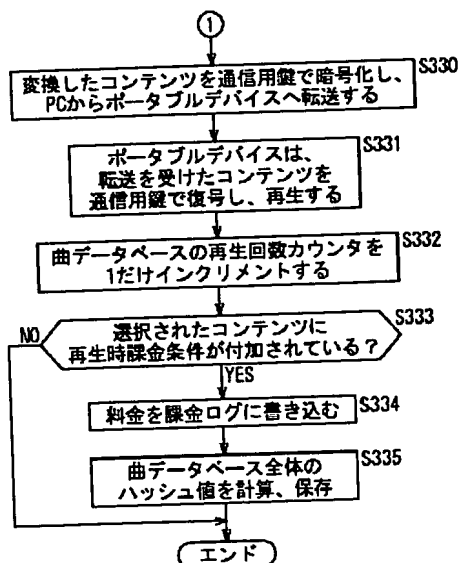 1
変換したコンテンツを通信用鍵で暗号化し、
PCからポータブルデバイスへ転送する
S330
ポータブルデバイスは、
転送を受けたコンテンツを
通信用鍵で復号し、再生する
S331
曲データベースの再生回数カウンタを
1だけインクリメントする
S332
選択されたコンテンツに
再生時課金条件が付加されている？
S333
NO
YES
料金を課金ログに書き込む
S334
曲データベース全体の
ハッシュ値を計算、保存
S335
エンド